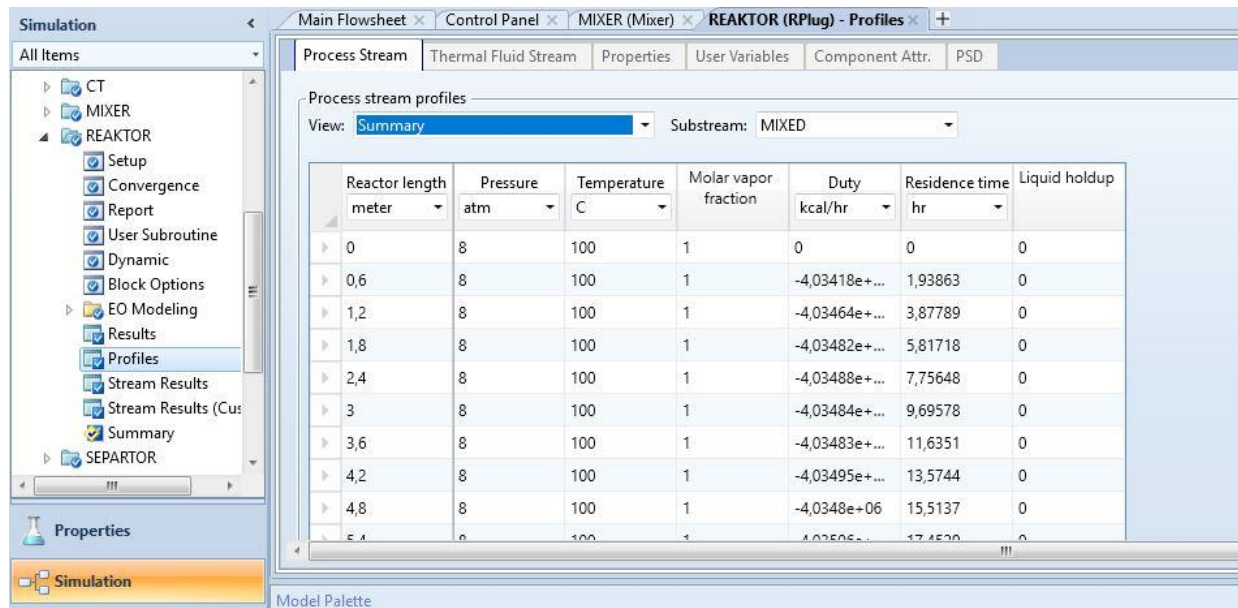 Simulation
All Items
CT
MIXER
REAKTOR
Setup
Convergence
Report
User Subroutine
Dynamic
Block Options
EO Modeling
Results
Profiles
Stream Results
Stream Results (Cus
Summary
SEPARTOR
Properties
Simulation
Main Flowsheet Control Panel MIXER (Mixer) REAKTOR (RPlug) - Profiles +
Process Stream Thermal Fluid Stream Properties User Variables Component Attr. PSD
Process stream profiles
View: Summary Substream: MIXED
Reactor length Pressure Temperature Molar vapor fraction Duty Residence time Liquid holdup
meter atm C kcal/hr hr
0 8 100 1 0 0 0
0,6 8 100 1 -4,03418e+... 1,93863 0
1,2 8 100 1 -4,03464e+... 3,87789 0
1,8 8 100 1 -4,03482e+... 5,81718 0
2,4 8 100 1 -4,03488e+... 7,75648 0
3 8 100 1 -4,03484e+... 9,69578 0
3,6 8 100 1 -4,03483e+... 11,6351 0
4,2 8 100 1 -4,03495e+... 13,5744 0
4,8 8 100 1 -4,0348e+06 15,5137 0
Model Palette